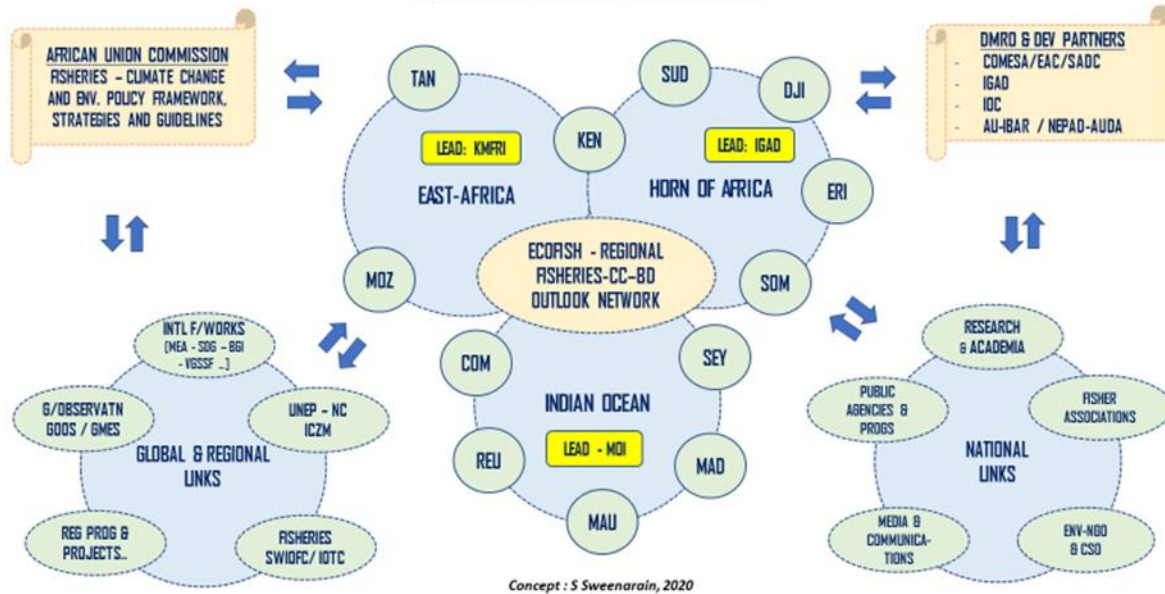 AFRICAN UNION COMMISSION
FISHERIES – CLIMATE CHANGE
AND ENV. POLICY FRAMEWORK,
STRATEGIES AND GUIDELINES
DMRO & DEV PARTNERS
- COMESA/EAC/SADC
- IGAD
- IOC
- AU-IBAR / NEPAD-AUDA
TAN
LEAD: KMFRI
EAST-AFRICA
KEN
MOZ
SUD
DJI
LEAD: IGAD
HORN OF AFRICA
ERI
SOM
ECOFISH - REGIONAL
FISHERIES-CC–BD
OUTLOOK NETWORK
COM
SEY
INDIAN OCEAN
LEAD - MOI
REU
MAD
MAU
INTL F/WORKS
(MEA - SDG – BGI
- VGSSF ...)
G/OBSERVATN
GOOS / GMES
UNEP – NC
ICZM
GLOBAL & REGIONAL
LINKS
REG PROG &
PROJECTS...
FISHERIES
SWIOFC/ IOTC
RESEARCH
& ACADEMIA
PUBLIC
AGENCIES &
PROGS
FISHER
ASSOCIATIONS
NATIONAL
LINKS
MEDIA &
COMMUNICA-
TIONS
ENV-NGO
& CSO
Concept : S Sweenarain, 2020